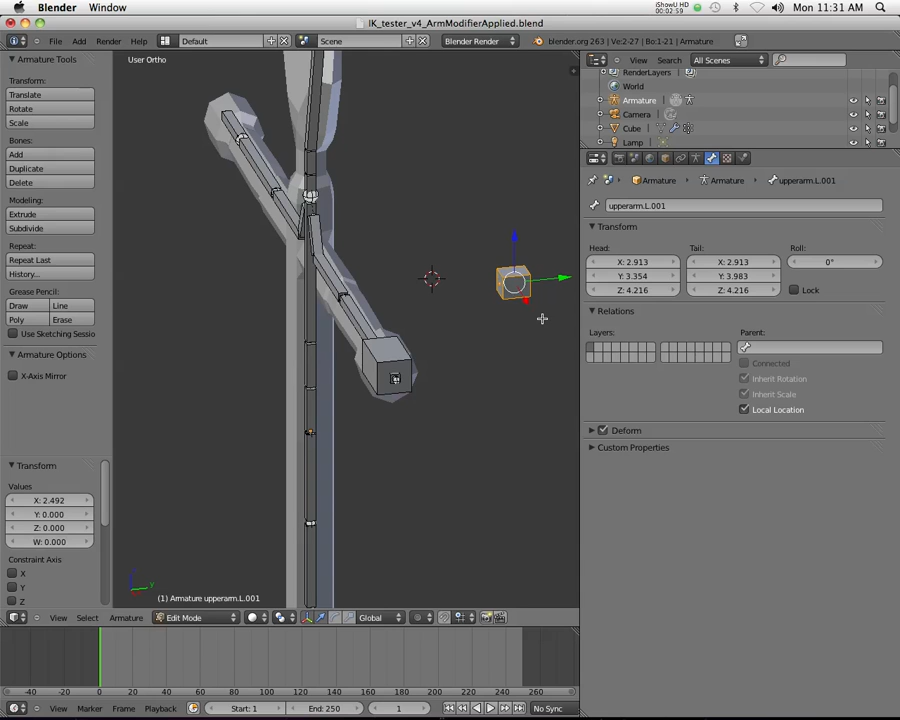 Blender Window
iShowU HD
00:02:59
Mon 11:31 AM
IK_tester_v4_ArmModifierApplied.blend
File Add Render Help
Default
Scene
Blender Render
blender.org 263 | Ve:2-27 | Bo:1-21 | Armature
Armature Tools
Transform:
Translate
Rotate
Scale
Bones:
Add
Duplicate
Delete
Modeling:
Extrude
Subdivide
Repeat:
Repeat Last
History...
Grease Pencil:
Draw Line
Poly Erase
Use Sketching Sessio
Armature Options
X-Axis Mirror
Transform
Values
X: 2.492
Y: 0.000
Z: 0.000
W: 0.000
Constraint Axis
X
Y
Z
User Ortho
(1) Armature upperarm.L.001
View Select Armature
Edit Mode
Global
-40 -20 0 20 40 60 80 100 120 140 160 180 200 220 240 260
View Marker Frame Playback
Start: 1
End: 250
1
No Sync
View Search All Scenes
RenderLayers
World
Armature
Camera
Cube
Lamp
Armature Armature upperarm.L.001
upperarm.L.001
Transform
Head: Tail: Roll:
X: 2.913 X: 2.913 0°
Y: 3.354 Y: 3.983
Z: 4.216 Z: 4.216 Lock
Relations
Layers: Parent:
Connected
Inherit Rotation
Inherit Scale
Local Location
Deform
Custom Properties